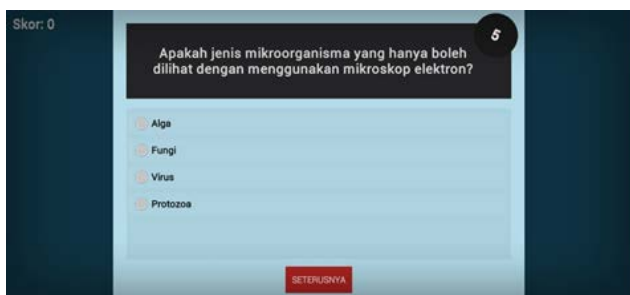 Skor: 0
5
Apakah jenis mikroorganisma yang hanya boleh
dilihat dengan menggunakan mikroskop elektron?
Alga
Fungi
Virus
Protozoa
SETERUSNYA